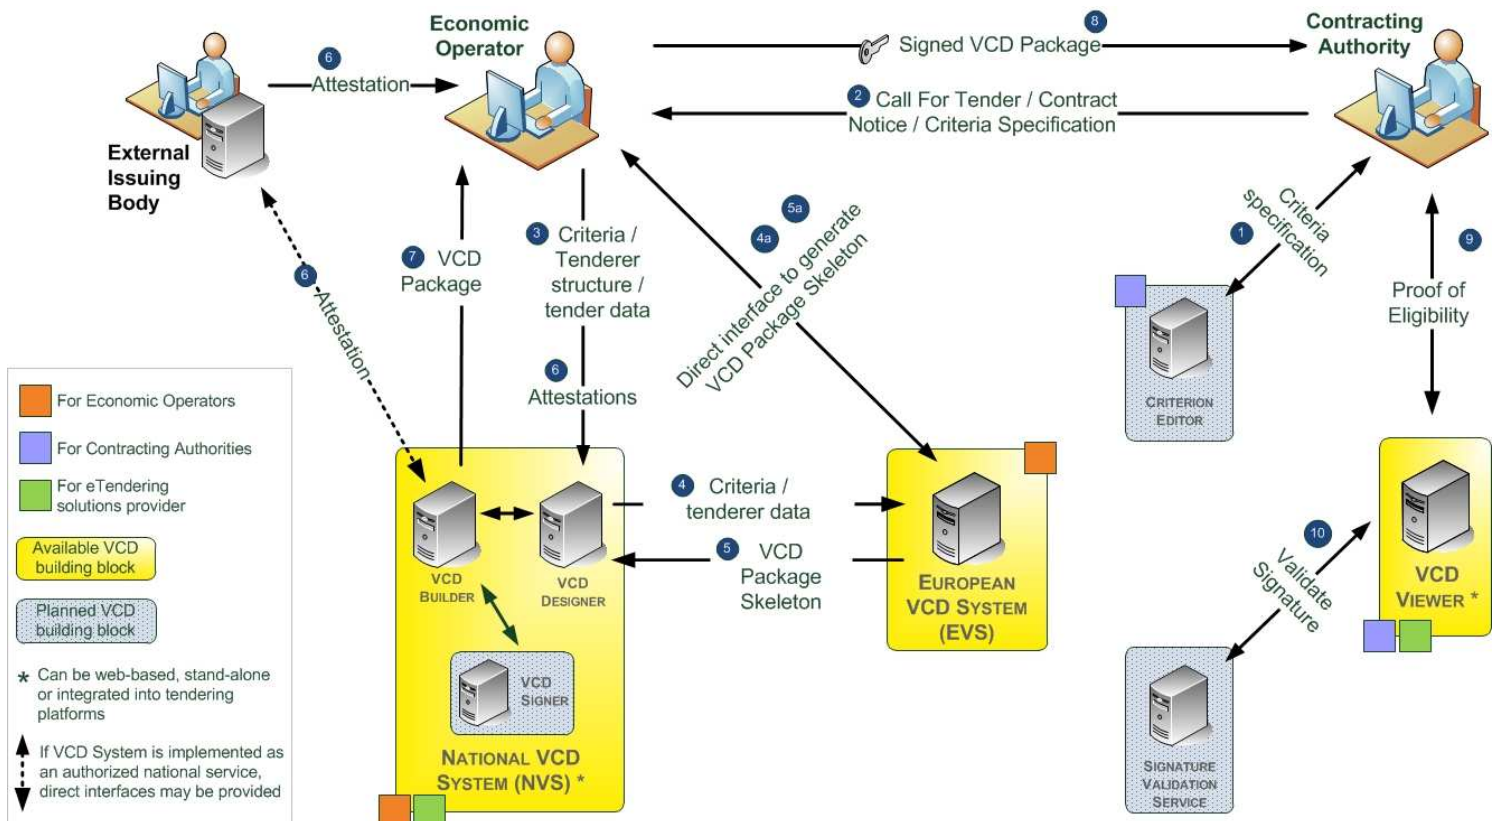 Economic
Operator
8
Signed VCD Package
Contracting
Authority
6
Attestation
2 Call For Tender / Contract
Notice / Criteria Specification
External
Issuing
Body
7 VCD
Package
3 Criteria /
Tenderer
structure /
tender data
6
Attestations
6
Attestation
4a
5a
Direct interface to generate
VCD Package Skeleton
1
Criteria
specification
9
Proof of
Eligibility
CRITERION
EDITOR
For Economic Operators
For Contracting Authorities
For eTendering
solutions provider
Available VCD
building block
Planned VCD
building block
* Can be web-based, stand-alone
or integrated into tendering
platforms
If VCD System is implemented as
an authorized national service,
direct interfaces may be provided
VCD
BUILDER
VCD
DESIGNER
VCD
SIGNER
NATIONAL VCD
SYSTEM (NVS) *
4 Criteria /
tenderer data
5 VCD
Package
Skeleton
EUROPEAN
VCD SYSTEM
(EVS)
10
Validate
Signature
VCD
VIEWER *
SIGNATURE
VALIDATION
SERVICE